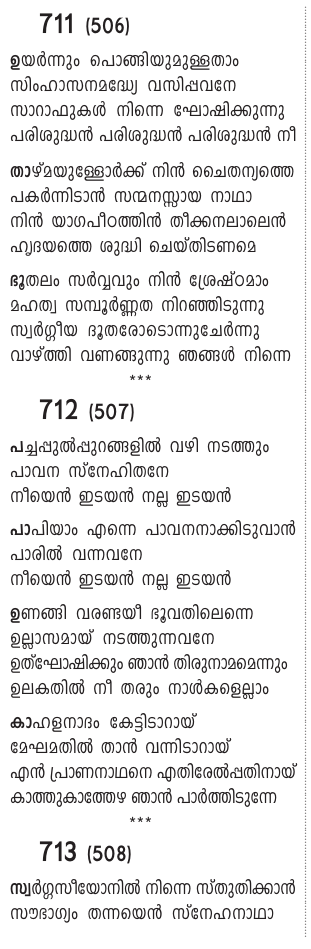 711 (506)
ഉയർന്നും പൊങ്ങിയുമുള്ളതാം
സിംഹാസനമദ്ധ്യേ വസിപ്പവനേ
സാറാഫുകൾ നിന്നെ ഘോഷിക്കുന്നു
പരിശുദ്ധൻ പരിശുദ്ധൻ പരിശുദ്ധൻ നീ
താഴ്മയുള്ളോർക്ക് നിൻ ചൈതന്യത്തെ
പകർന്നിടാൻ സന്മനസ്സായ നാഥാ
നിൻ യാഗപീഠത്തിൻ തീക്കനലാലെൻ
ഹൃദയത്തെ ശുദ്ധി ചെയ്തിടണമെ
ഭൂതലം സർവ്വവും നിൻ ശ്രേഷ്ഠമാം
മഹത്വ സമ്പൂർണ്ണത നിറഞ്ഞിടുന്നു
സ്വർഗ്ഗീയ ദൂതരോടൊന്നുചേർന്നു
വാഴ്ത്തി വണങ്ങുന്നു ഞങ്ങൾ നിന്നെ
***
712 (507)
പച്ചപ്പുൽപ്പുറങ്ങളിൽ വഴി നടത്തും
പാവന സ്നേഹിതനേ
നീയെൻ ഇടയൻ നല്ല ഇടയൻ
പാപിയാം എന്നെ പാവനനാക്കിടുവാൻ
പാരിൽ വന്നവനേ
നീയെൻ ഇടയൻ നല്ല ഇടയൻ
ഉണങ്ങി വരണ്ടയീ ഭൂവതിലെന്നെ
ഉല്ലാസമായ് നടത്തുന്നവനേ
ഉത്ഘോഷിക്കും ഞാൻ തിരുനാമമെന്നും
ഉലകതിൽ നീ തരും നാൾകളെല്ലാം
കാഹളനാദം കേട്ടിടാറായ്
മേഘമതിൽ താൻ വന്നിടാറായ്
എൻ പ്രാണനാഥനെ എതിരേൽപ്പതിനായ്
കാത്തുകാത്തേഴ ഞാൻ പാർത്തിടുന്നേ
***
713 (508)
സ്വർഗ്ഗസീയോനിൽ നിന്നെ സ്തുതിക്കാൻ
സൗഭാഗ്യം തന്നയെൻ സ്നേഹനാഥാ